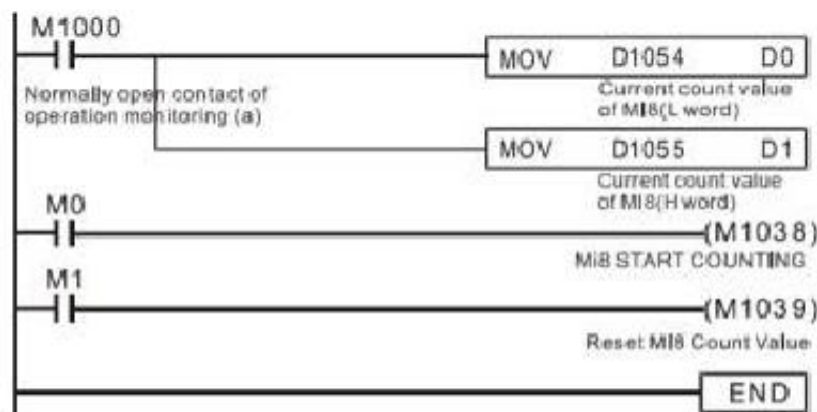 M1000
MOV D1054 D0
Normally open contact of
operation monitoring (a)
Current count value
of MI8(L word)
MOV D1055 D1
Current count value
of MI8(H word)
M0
(M1038)
Mi8 START COUNTING
M1
(M1039)
Reset MI8 Count Value
END